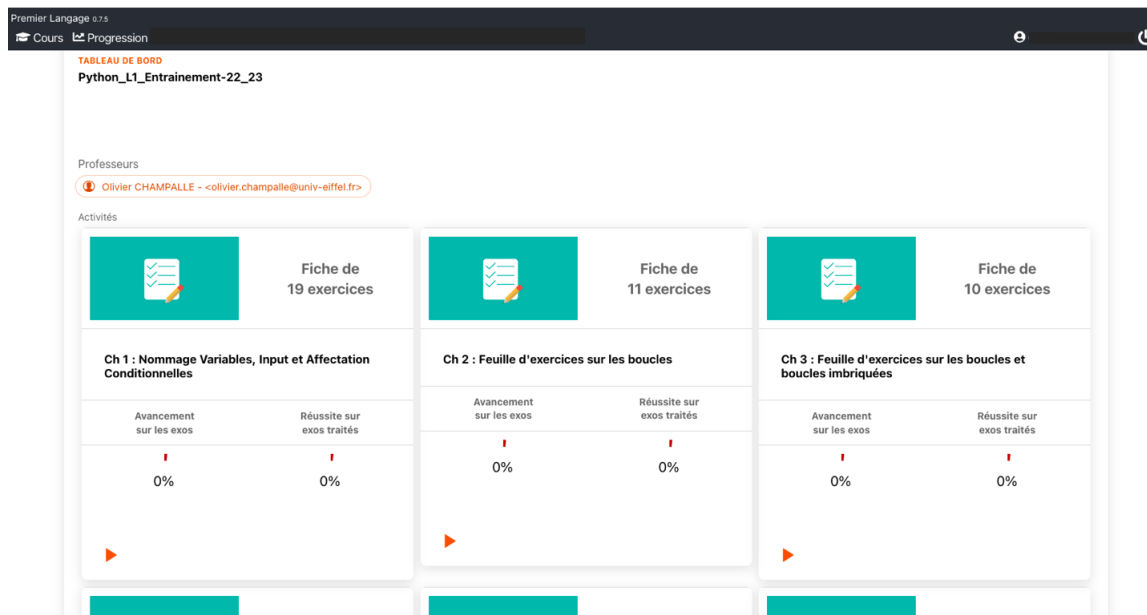 Premier Langage 0.7.5
Cours Progression
TABLEAU DE BORD
Python_L1_Entrainement-22_23
Professeurs
Olivier CHAMPALLE - <olivier.champalle@univ-eiffel.fr>
Activités
Fiche de
19 exercices
Ch 1 : Nommage Variables, Input et Affectation
Conditionnelles
Avancement
sur les exos
Réussite sur
exos traités
0%
0%
Fiche de
11 exercices
Ch 2 : Feuille d'exercices sur les boucles
Avancement
sur les exos
Réussite sur
exos traités
0%
0%
Fiche de
10 exercices
Ch 3 : Feuille d'exercices sur les boucles et
boucles imbriquées
Avancement
sur les exos
Réussite sur
exos traités
0%
0%